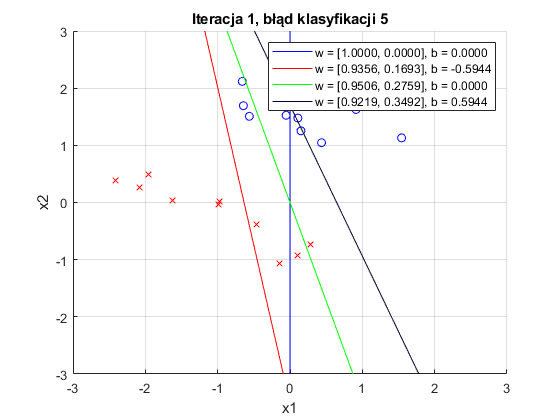 Iteracja 1, błąd klasyfikacji 5
w = [1.0000, 0.0000], b = 0.0000
w = [0.9356, 0.1693], b = -0.5944
w = [0.9506, 0.2759], b = 0.0000
w = [0.9219, 0.3492], b = 0.5944
3
2
1
0
-1
-2
-3
x2
-3 -2 -1 0 1 2 3
x1